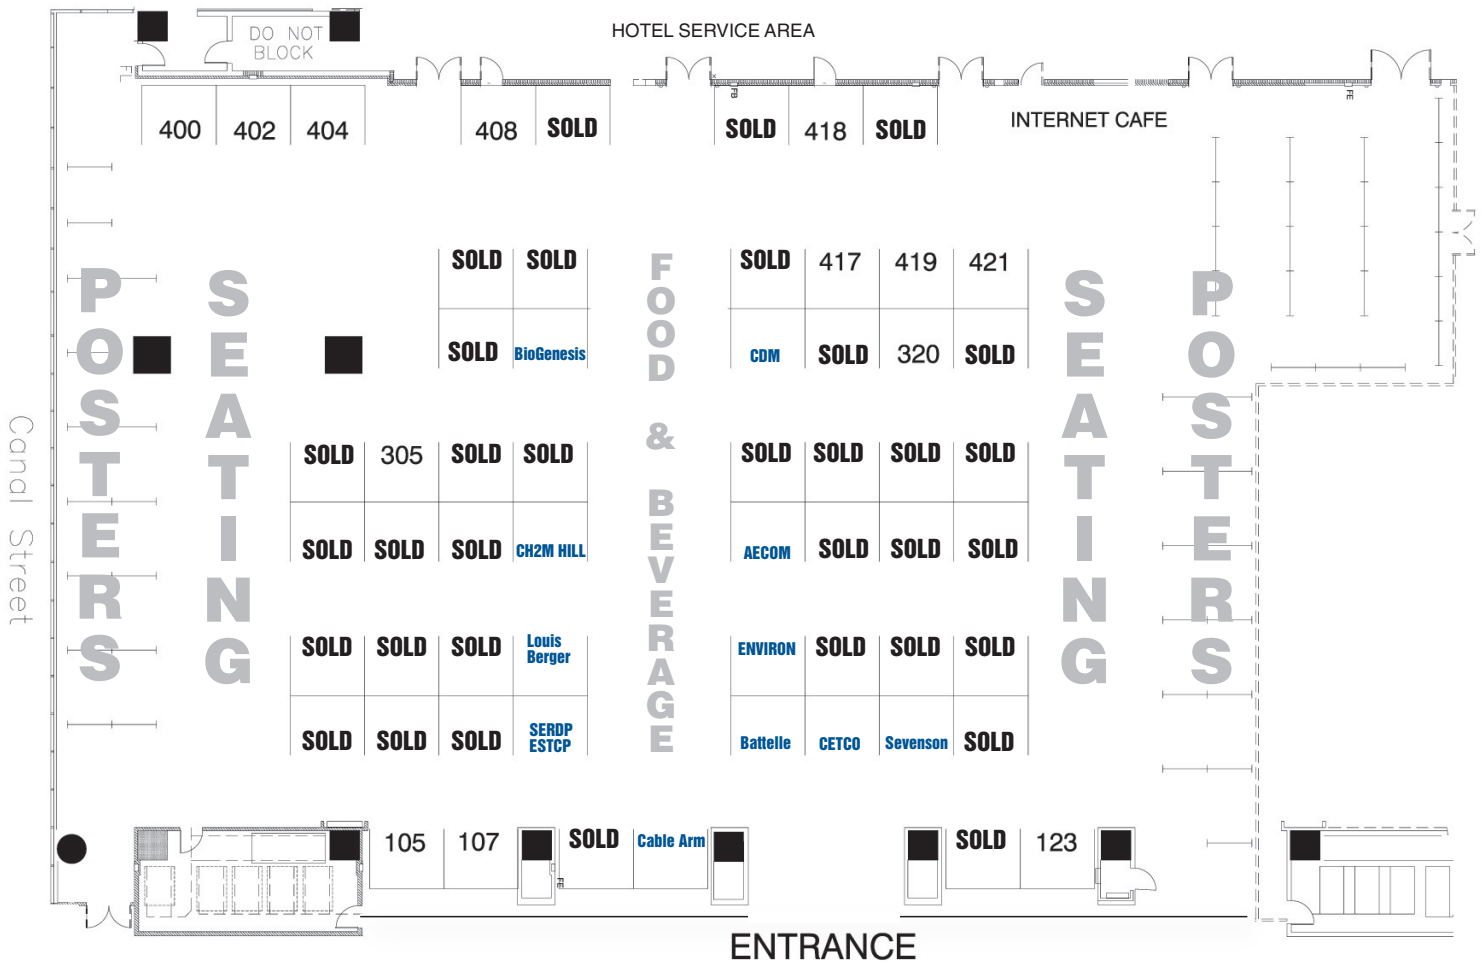 HOTEL SERVICE AREA
DO NOT
BLOCK
FL
FB
FE
INTERNET CAFE
400 402 404 408 SOLD SOLD 418 SOLD
SOLD SOLD SOLD 417 419 421
SOLD BioGenesis CDM SOLD 320 SOLD
SOLD 305 SOLD SOLD SOLD SOLD SOLD SOLD
SOLD SOLD SOLD CH2M HILL AECOM SOLD SOLD SOLD
SOLD SOLD SOLD Louis
Berger
ENVIRON SOLD SOLD SOLD
SOLD SOLD SOLD SERDP
ESTCP
Battelle CETCO Sevenson SOLD
105 107 SOLD Cable Arm SOLD 123
FE
POSTERS
SEATING
FOOD & BEVERAGE
SEATING
POSTERS
Canal Street
ENTRANCE